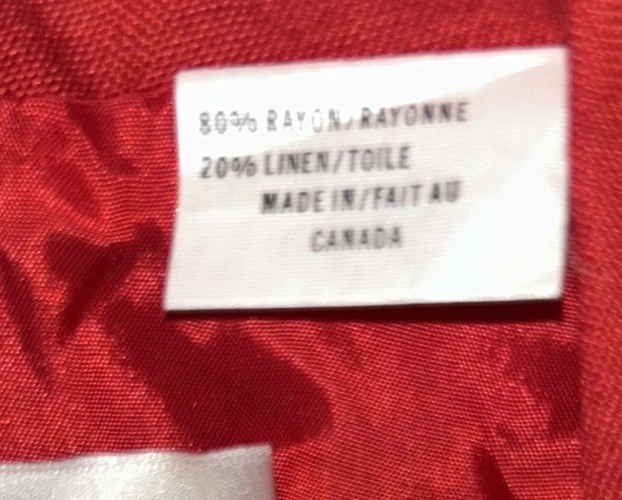 80% RAYON/RAYONNE
20% LINEN/TOILE
MADE IN/FAIT AU
CANADA